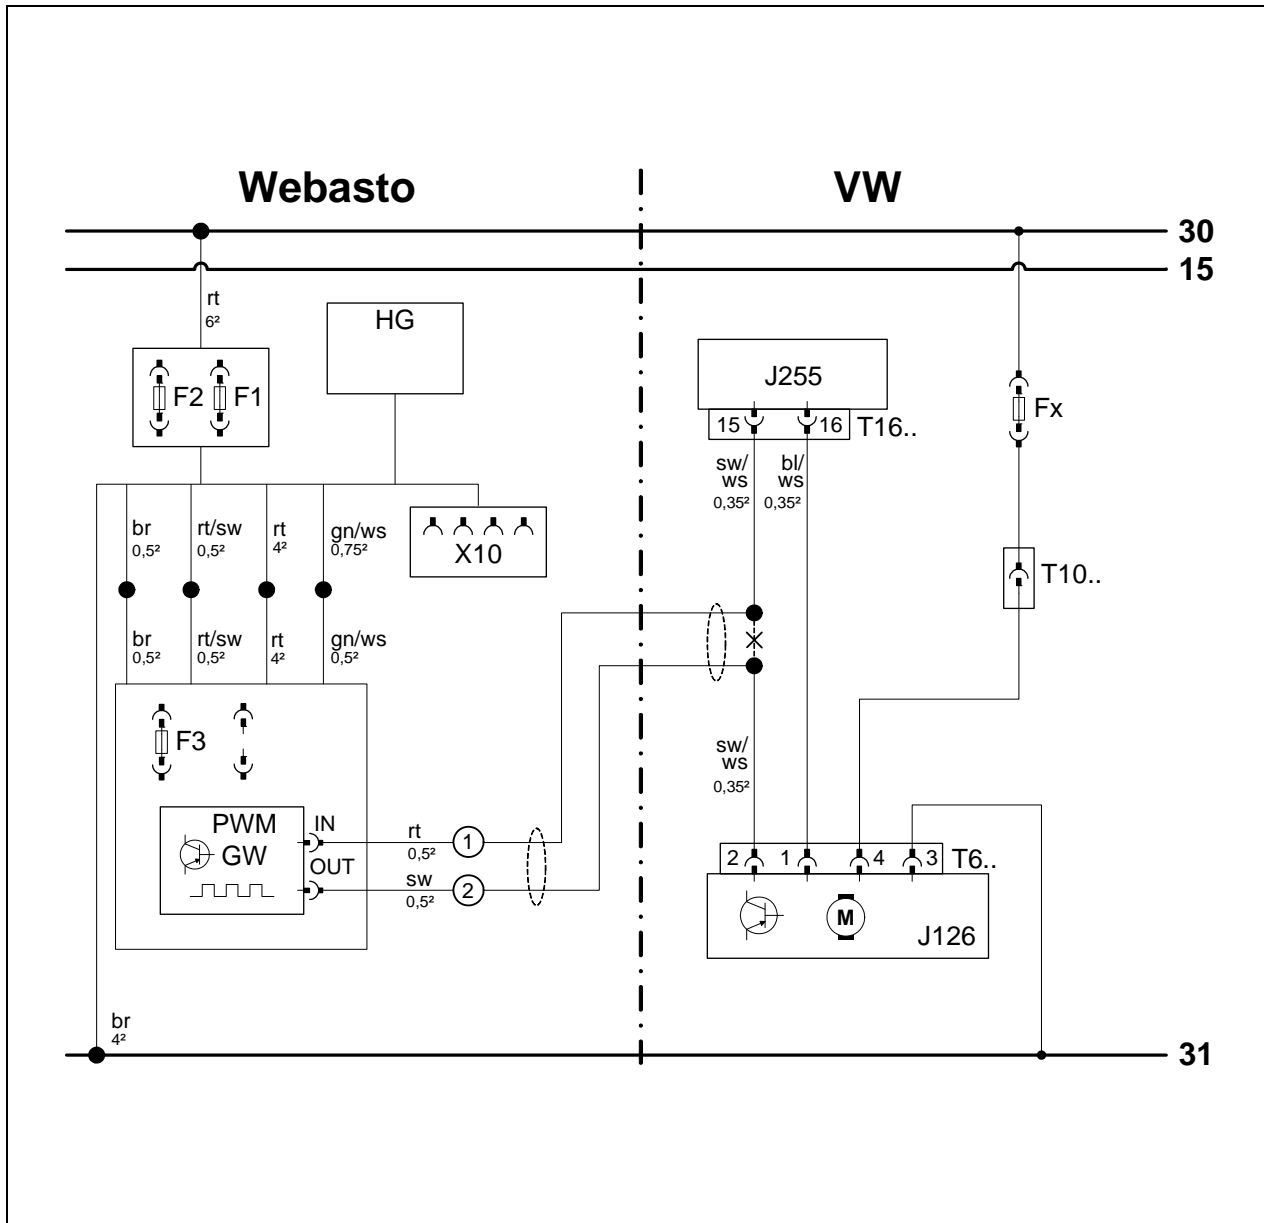 Webasto
VW
30
15
rt
6²
HG
F2
F1
J255
15
16
T16..
Fx
sw/
ws
0,35²
bl/
ws
0,35²
br
0,5²
rt/sw
0,5²
rt
4²
gn/ws
0,75²
X10
T10..
br
0,5²
rt/sw
0,5²
rt
4²
gn/ws
0,5²
F3
sw/
ws
0,35²
PWM
GW
IN
OUT
rt
0,5²
1
sw
0,5²
2
2
1
4
3
T6..
M
J126
br
4²
31